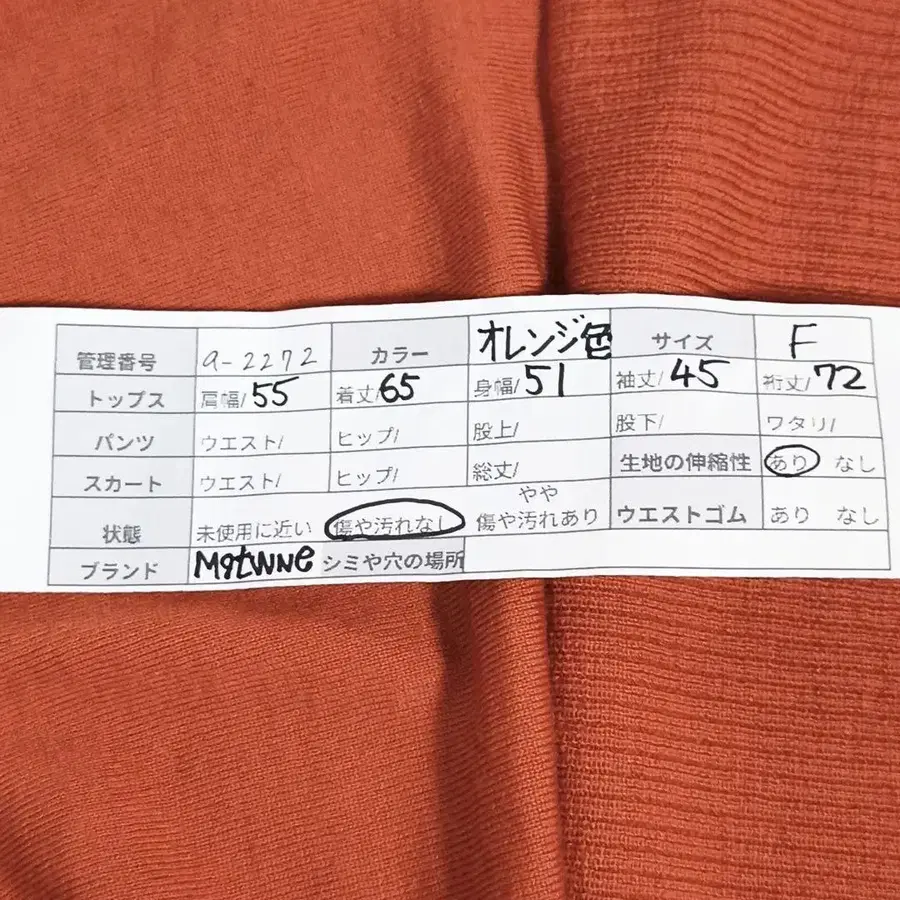 管理番号 a-2272 カラー オレンジ色 サイズ F
トップス 肩幅/55 着丈/65 身幅/51 袖丈/45 裄丈/72
パンツ ウエスト/ ヒップ/ 股上/ 股下/ ワタリ/
スカート ウエスト/ ヒップ/ 総丈/ 生地の伸縮性 あり なし
状態 未使用に近い 傷や汚れなし やや傷や汚れあり ウエストゴム あり なし
ブランド シミや穴の場所